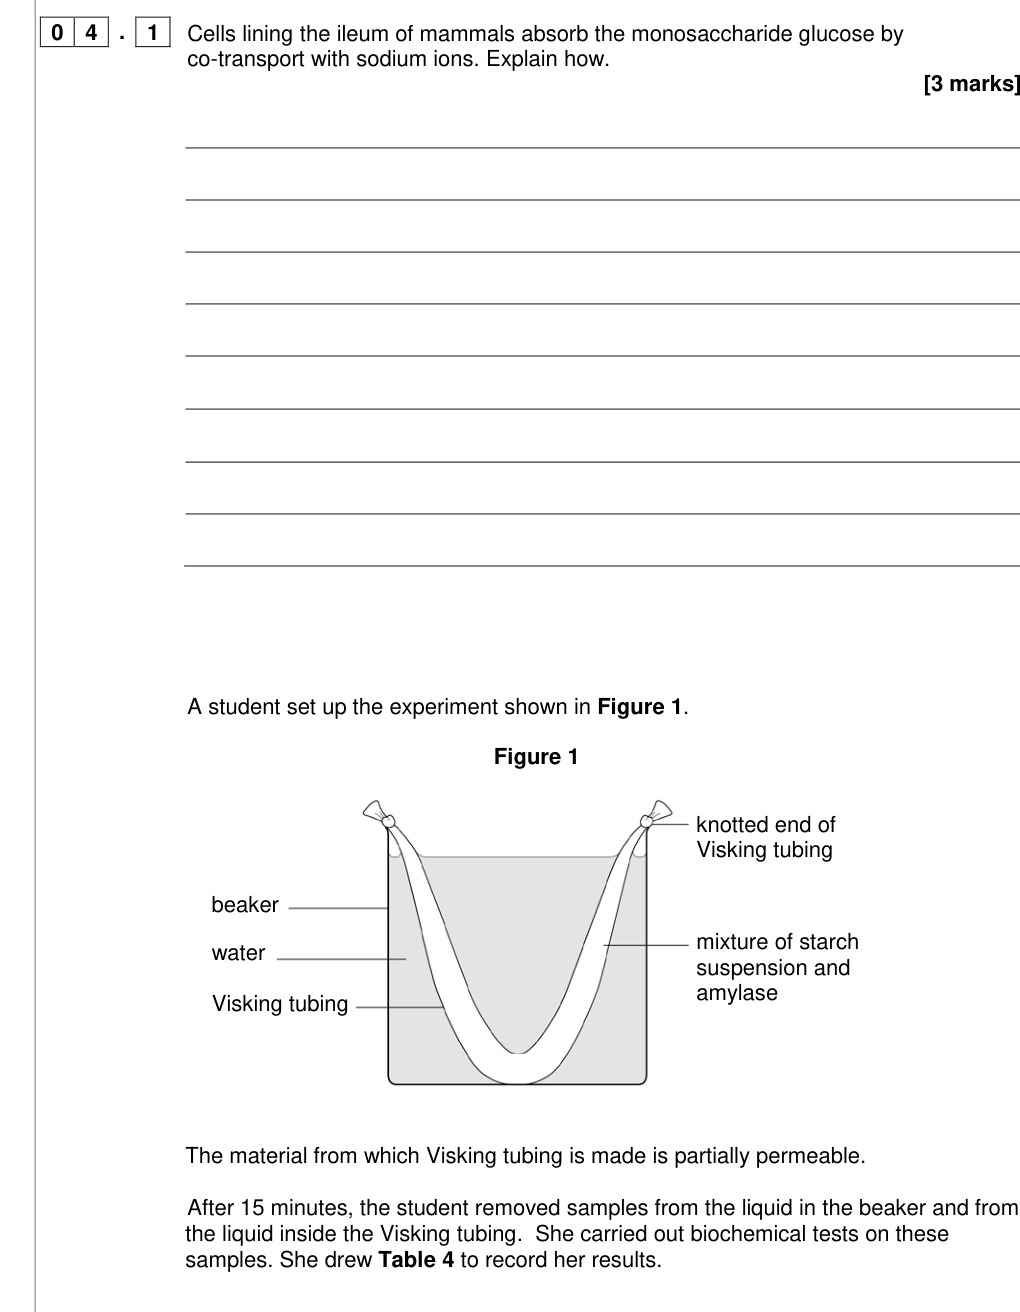 0 4 . 1 Cells lining the ileum of mammals absorb the monosaccharide glucose by
co-transport with sodium ions. Explain how.
[3 marks]
A student set up the experiment shown in Figure 1.
Figure 1
knotted end of
Visking tubing
beaker
water
Visking tubing
mixture of starch
suspension and
amylase
The material from which Visking tubing is made is partially permeable.
After 15 minutes, the student removed samples from the liquid in the beaker and from
the liquid inside the Visking tubing.  She carried out biochemical tests on these
samples. She drew Table 4 to record her results.